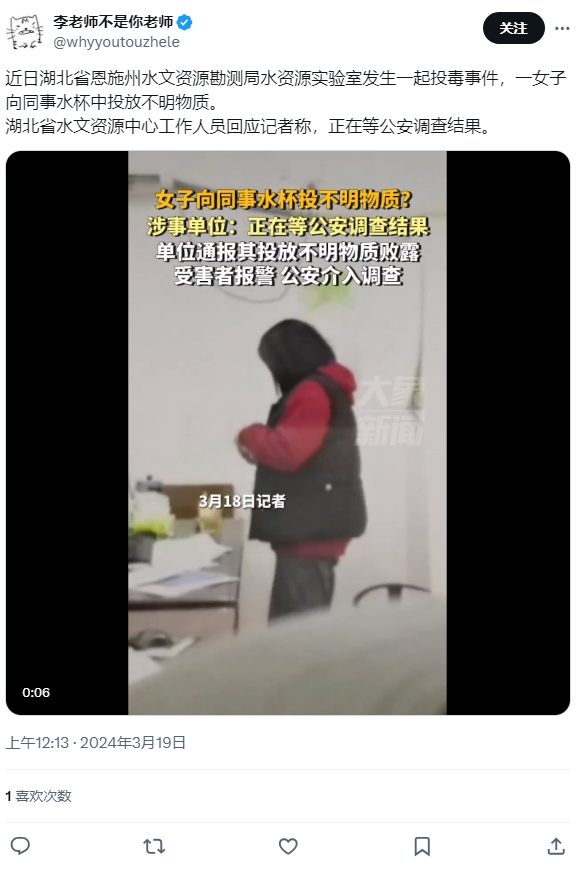 李老师不是你老师
@whyyoutouzhele
关注
近日湖北省恩施州水文资源勘测局水资源实验室发生一起投毒事件，一女子
向同事水杯中投放不明物质。
湖北省水文资源中心工作人员回应记者称，正在等公安调查结果。
女子向同事水杯投不明物质？
涉事单位：正在等公安调查结果
单位通报其投放不明物质败露
受害者报警 公安介入调查
大象
新闻
3月18日记者
0:06
上午12:13 · 2024年3月19日
1 喜欢次数